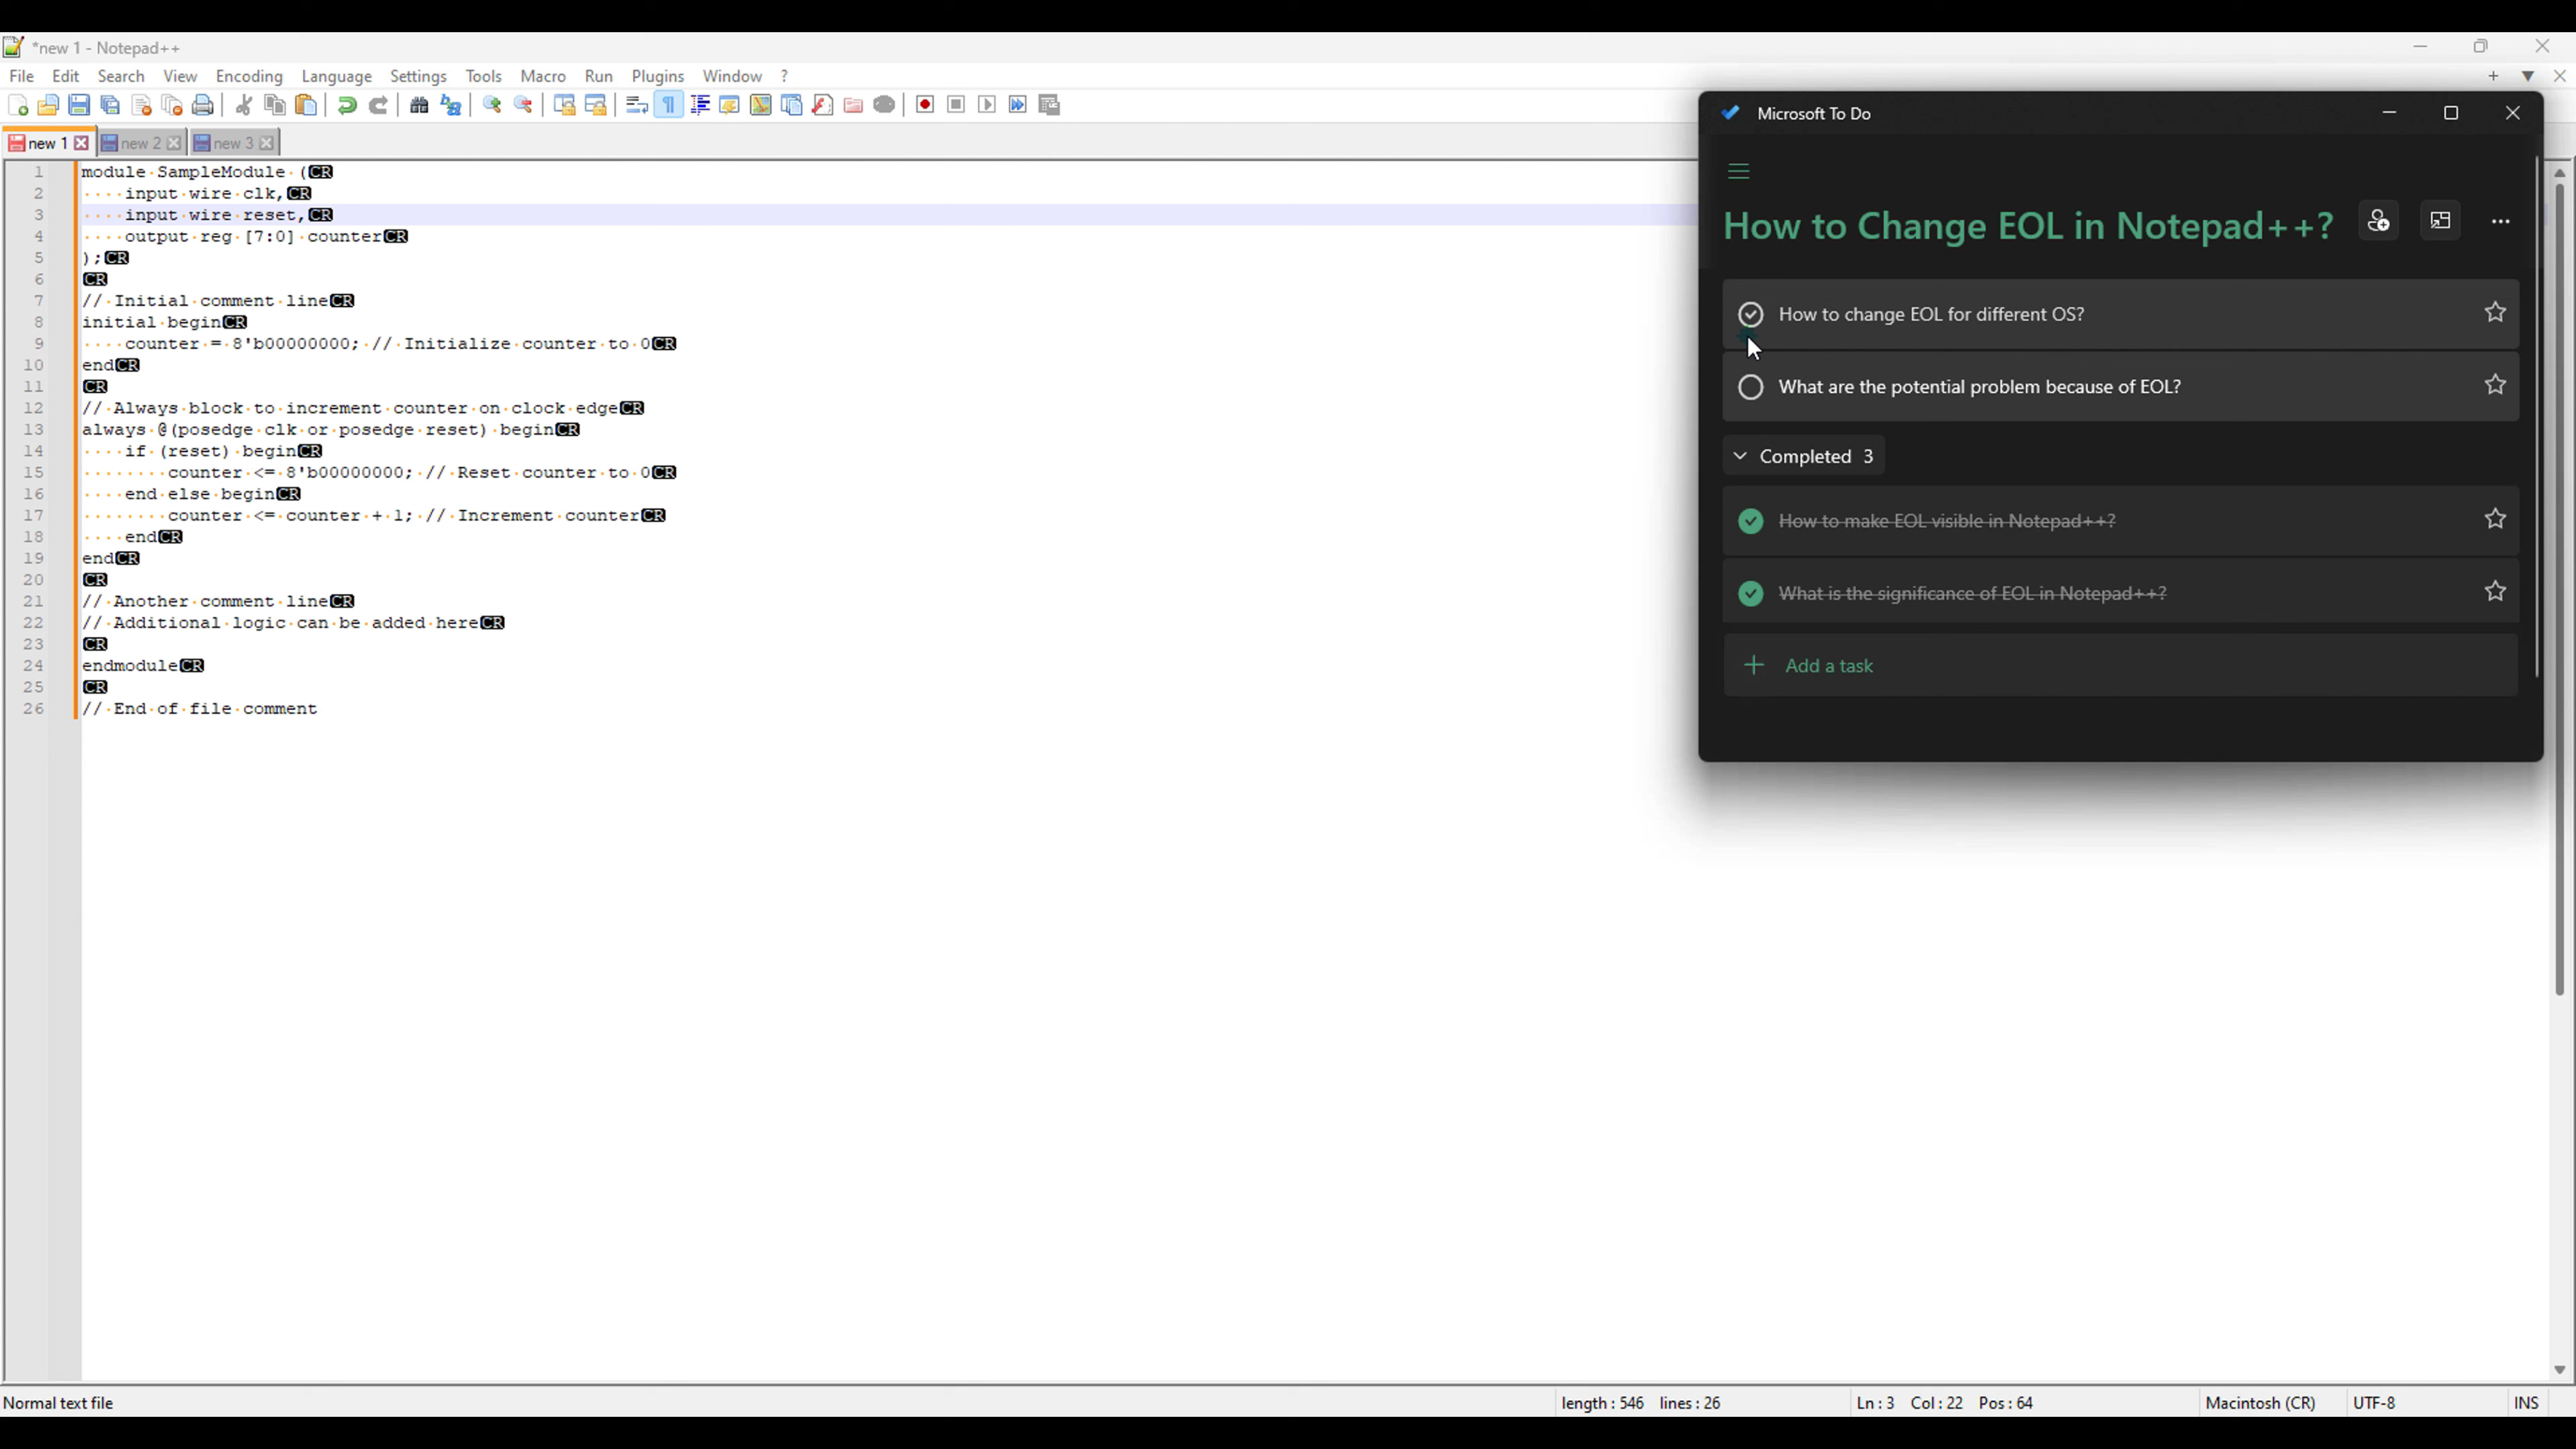 *new 1 - Notepad++
File Edit Search View Encoding Language Settings Tools Macro Run Plugins Window ?
new 1 new 2 new 3
1 module SampleModule (CR
2 input wire clk,CR
3 input wire reset,CR
4 output reg [7:0] counterCR
5 );CR
6 CR
7 // Initial comment lineCR
8 initial beginCR
9 counter = 8'b00000000; // Initialize counter to 0CR
10 endCR
11 CR
12 // Always block to increment counter on clock edgeCR
13 always @(posedge clk or posedge reset) beginCR
14 if (reset) beginCR
15 counter <= 8'b00000000; // Reset counter to 0CR
16 end else beginCR
17 counter <= counter + 1; // Increment counterCR
18 endCR
19 endCR
20 CR
21 // Another comment lineCR
22 // Additional logic can be added hereCR
23 CR
24 endmoduleCR
25 CR
26 // End of file comment
Microsoft To Do
How to Change EOL in Notepad++?
How to change EOL for different OS?
What are the potential problem because of EOL?
Completed 3
How to make EOL visible in Notepad++?
What is the significance of EOL in Notepad++?
+ Add a task
Normal text file length : 546 lines : 26 Ln : 3 Col : 22 Pos : 64 Macintosh (CR) UTF-8 INS